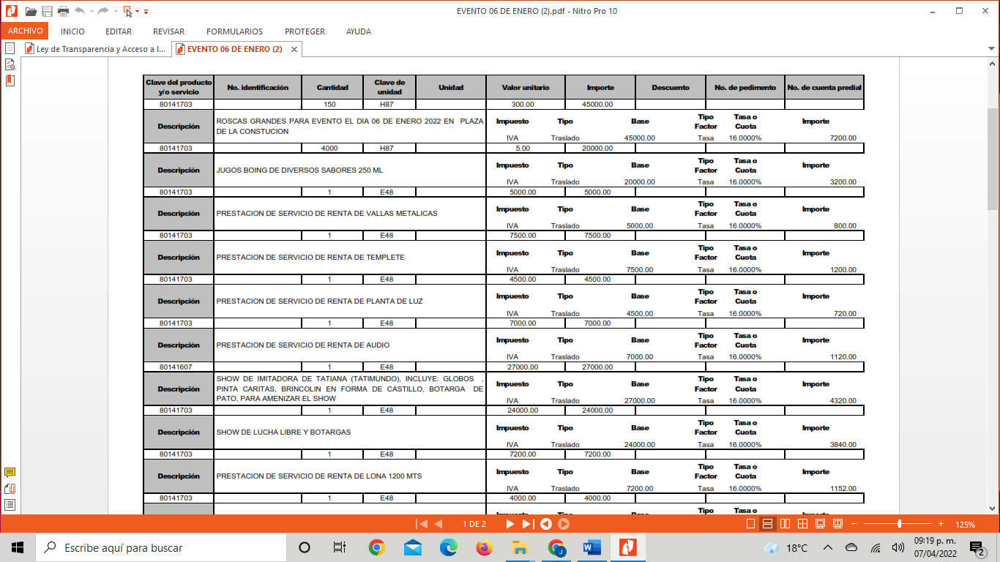 EVENTO 06 DE ENERO (2).pdf - Nitro Pro 10
ARCHIVO INICIO EDITAR REVISAR FORMULARIOS PROTEGER AYUDA
Ley de Transparencia y Acceso a l... EVENTO 06 DE ENERO (2)
Clave del producto y/o servicio No. identificación Cantidad Clave de unidad Unidad Valor unitario Importe Descuento No. de pedimento No. de cuenta predial
80141703 150 H87 300.00 45000.00
Descripción ROSCAS GRANDES PARA EVENTO EL DIA 06 DE ENERO 2022 EN PLAZA DE LA CONSTUCION Impuesto Tipo Base Tipo Factor Tasa o Cuota Importe
IVA Traslado 45000.00 Tasa 16.0000% 7200.00
80141703 4000 H87 5.00 20000.00
Descripción JUGOS BOING DE DIVERSOS SABORES 250 ML Impuesto Tipo Base Tipo Factor Tasa o Cuota Importe
IVA Traslado 20000.00 Tasa 16.0000% 3200.00
80141703 1 E48 5000.00 5000.00
Descripción PRESTACION DE SERVICIO DE RENTA DE VALLAS METALICAS Impuesto Tipo Base Tipo Factor Tasa o Cuota Importe
IVA Traslado 5000.00 Tasa 16.0000% 800.00
80141703 1 E48 7500.00 7500.00
Descripción PRESTACION DE SERVICIO DE RENTA DE TEMPLETE Impuesto Tipo Base Tipo Factor Tasa o Cuota Importe
IVA Traslado 7500.00 Tasa 16.0000% 1200.00
80141703 1 E48 4500.00 4500.00
Descripción PRESTACION DE SERVICIO DE RENTA DE PLANTA DE LUZ Impuesto Tipo Base Tipo Factor Tasa o Cuota Importe
IVA Traslado 4500.00 Tasa 16.0000% 720.00
80141703 1 E48 7000.00 7000.00
Descripción PRESTACION DE SERVICIO DE RENTA DE AUDIO Impuesto Tipo Base Tipo Factor Tasa o Cuota Importe
IVA Traslado 7000.00 Tasa 16.0000% 1120.00
80141607 1 E48 27000.00 27000.00
Descripción SHOW DE IMITADORA DE TATIANA (TATIMUNDO), INCLUYE: GLOBOS , PINTA CARITAS, BRINCOLIN EN FORMA DE CASTILLO, BOTARGA DE PATO, PARA AMENIZAR EL SHOW Impuesto Tipo Base Tipo Factor Tasa o Cuota Importe
IVA Traslado 27000.00 Tasa 16.0000% 4320.00
80141703 1 E48 24000.00 24000.00
Descripción SHOW DE LUCHA LIBRE Y BOTARGAS Impuesto Tipo Base Tipo Factor Tasa o Cuota Importe
IVA Traslado 24000.00 Tasa 16.0000% 3840.00
80141703 1 E48 7200.00 7200.00
Descripción PRESTACION DE SERVICIO DE RENTA DE LONA 1200 MTS Impuesto Tipo Base Tipo Factor Tasa o Cuota Importe
IVA Traslado 7200.00 Tasa 16.0000% 1152.00
80141703 1 E48 4000.00 4000.00
Impuesto Tipo Base Tipo Tasa o Importe
1 DE 2 125%
Escribe aquí para buscar 18°C 09:19 p. m.
07/04/2022 2